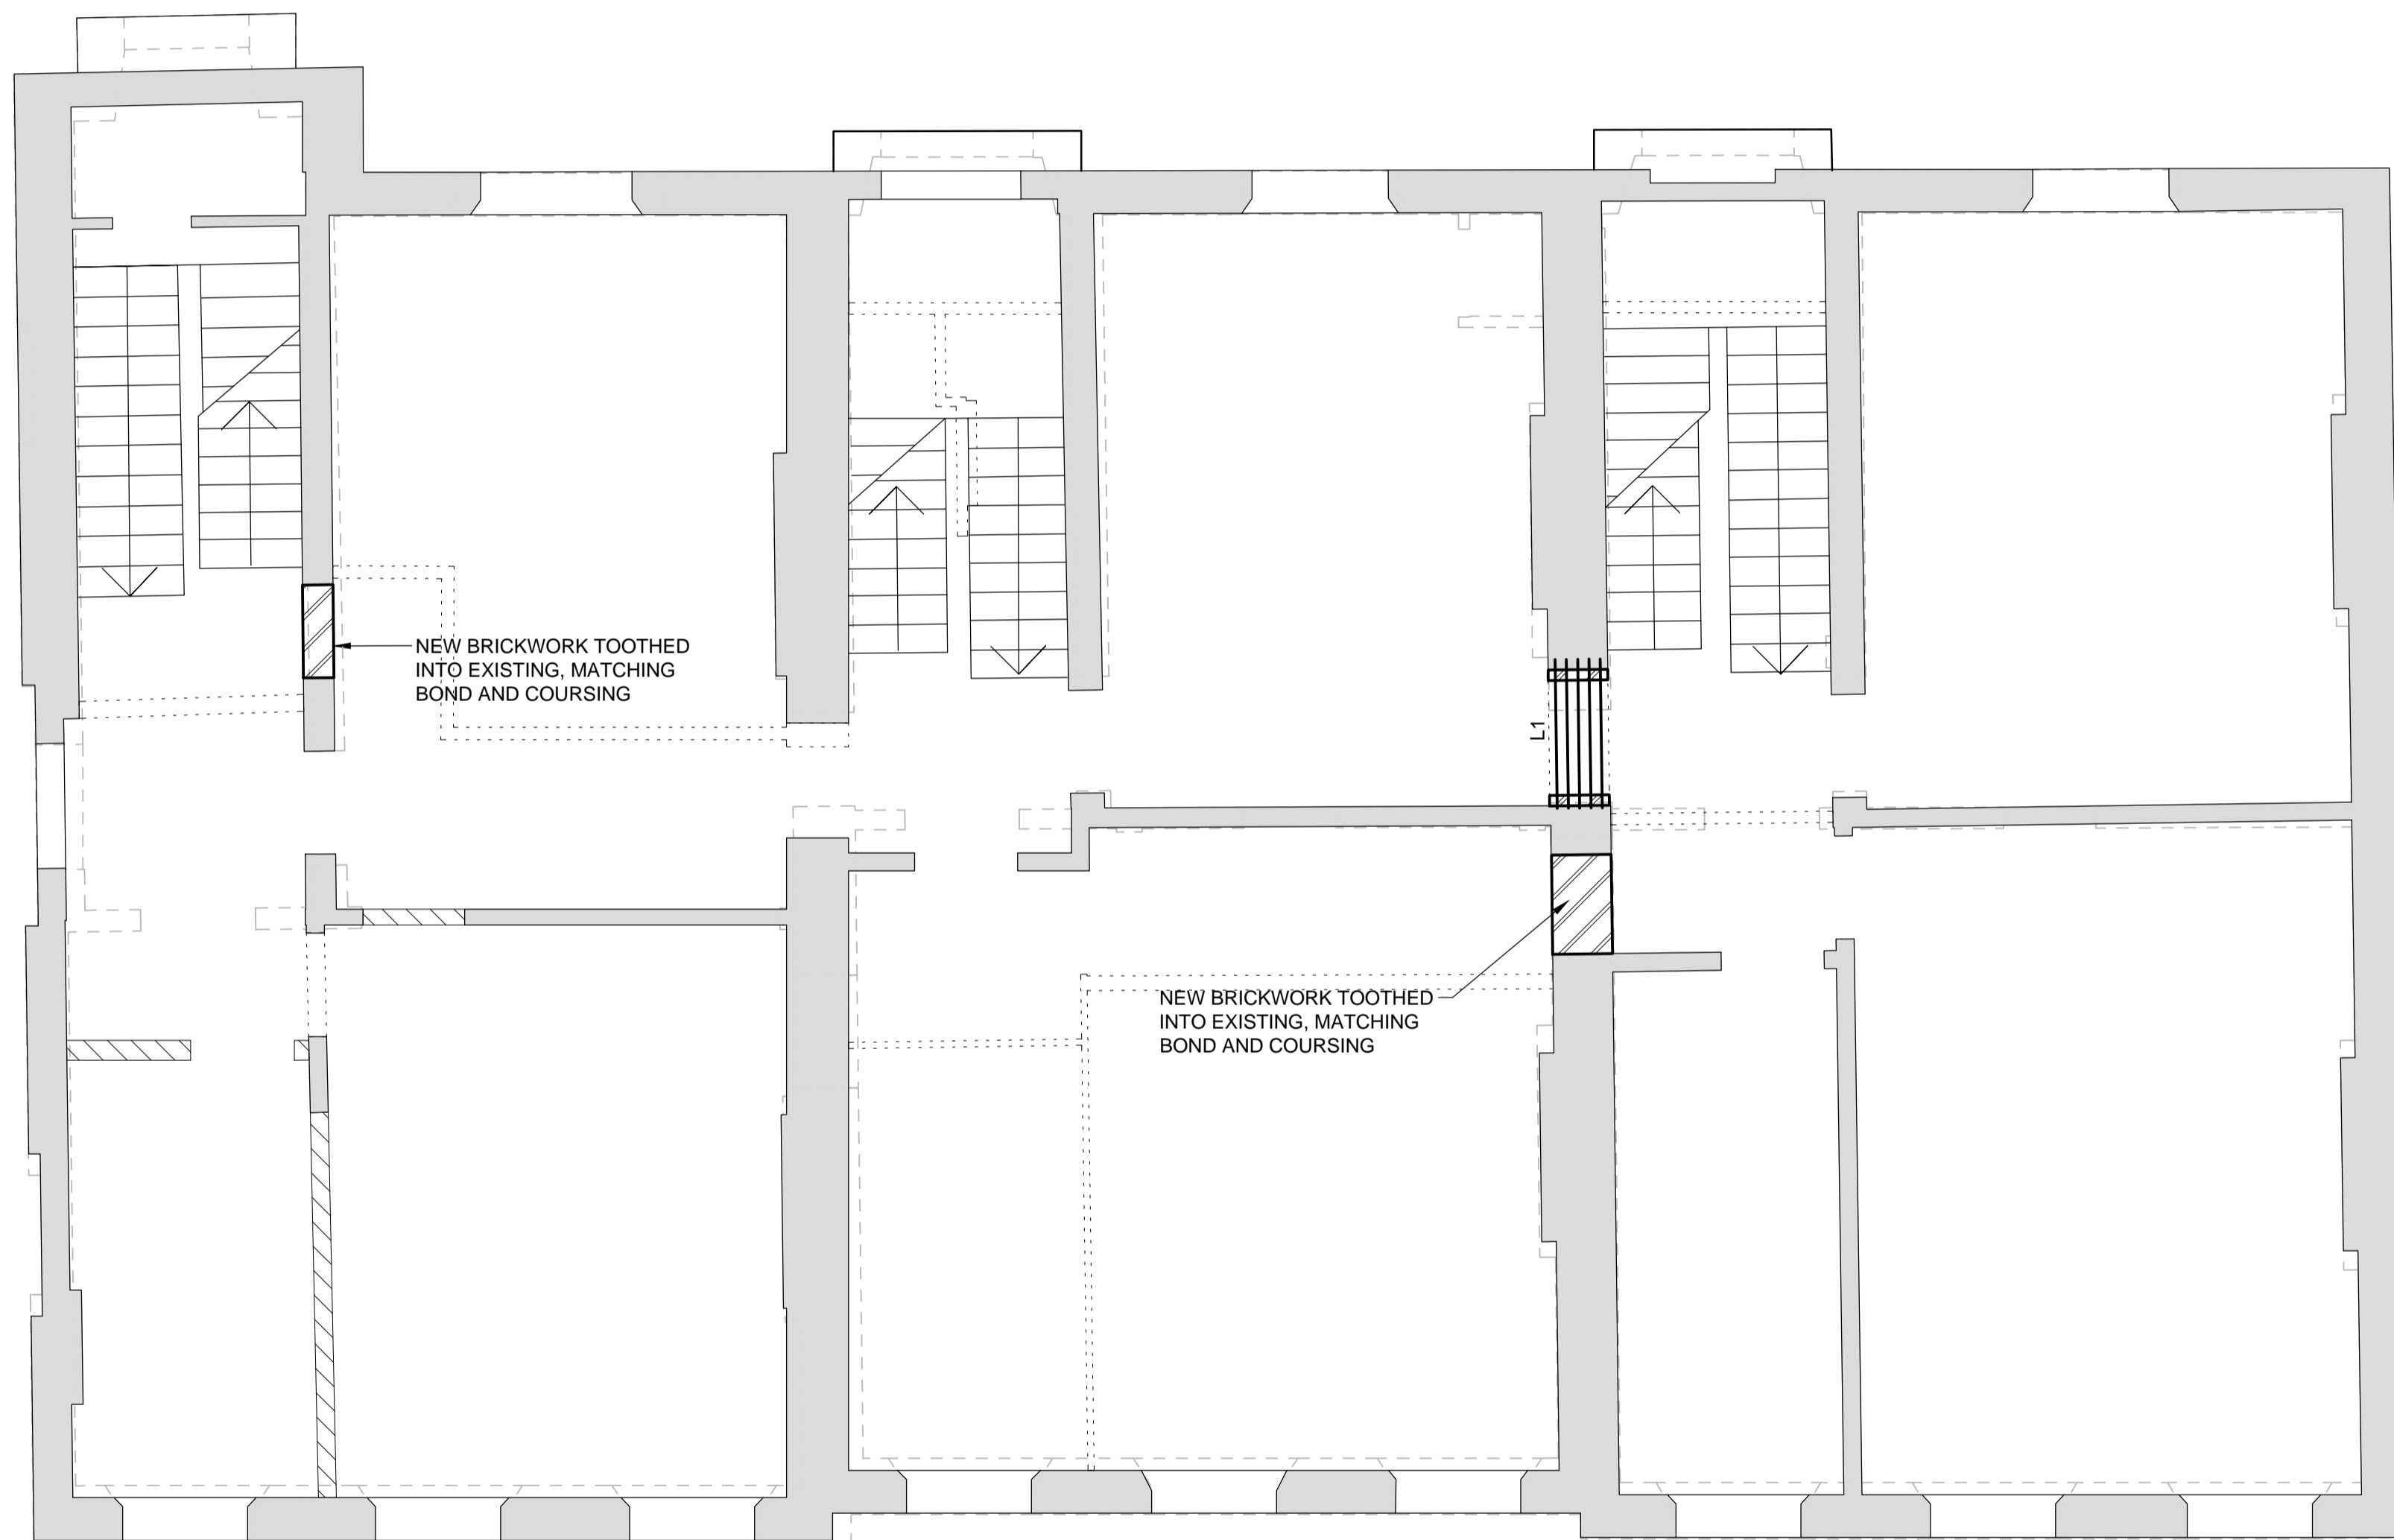 NEW BRICKWORK TOOTHED
INTO EXISTING, MATCHING
BOND AND COURSING
L1
NEW BRICKWORK TOOTHED
INTO EXISTING, MATCHING
BOND AND COURSING